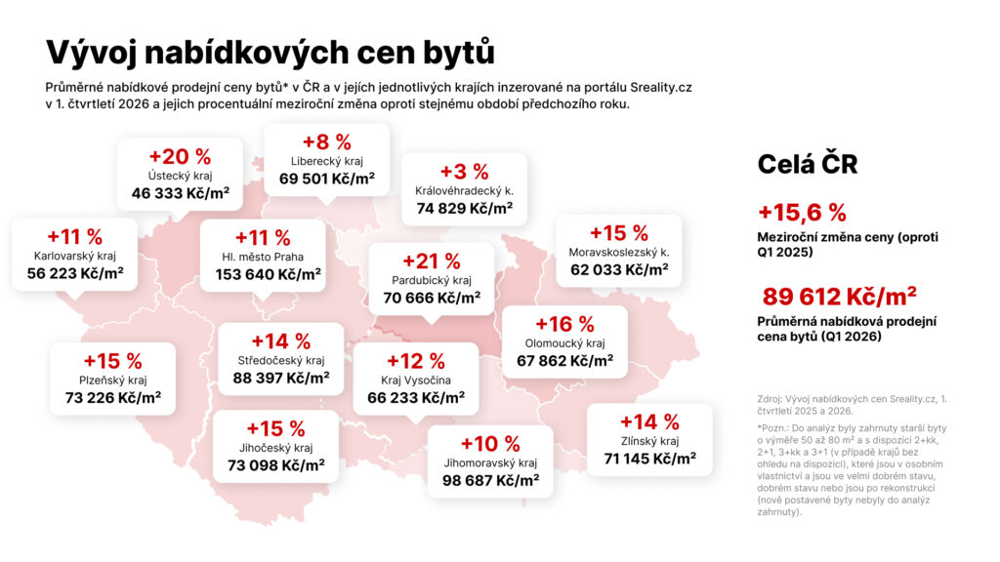 Vývoj nabídkových cen bytů
Průměrné nabídkové prodejní ceny bytů* v ČR a v jejích jednotlivých krajích inzerované na portálu Sreality.cz
v 1. čtvrtletí 2026 a jejich procentuální meziroční změna oproti stejnému období předchozího roku.
+20 %
Ústecký kraj
46 333 Kč/m²
+8 %
Liberecký kraj
69 501 Kč/m²
+3 %
Královéhradecký k.
74 829 Kč/m²
+11 %
Karlovarský kraj
56 223 Kč/m²
+11 %
Hl. město Praha
153 640 Kč/m²
+21 %
Pardubický kraj
70 666 Kč/m²
+15 %
Moravskoslezský k.
62 033 Kč/m²
+15 %
Plzeňský kraj
73 226 Kč/m²
+14 %
Středočeský kraj
88 397 Kč/m²
+12 %
Kraj Vysočina
66 233 Kč/m²
+16 %
Olomoucký kraj
67 862 Kč/m²
+15 %
Jihočeský kraj
73 098 Kč/m²
+10 %
Jihomoravský kraj
98 687 Kč/m²
+14 %
Zlínský kraj
71 145 Kč/m²
Celá ČR
+15,6 %
Meziroční změna ceny (oproti
Q1 2025)
89 612 Kč/m²
Průměrná nabídková prodejní
cena bytů (Q1 2026)
Zdroj: Vývoj nabídkových cen Sreality.cz, 1.
čtvrtletí 2025 a 2026.
*Pozn.: Do analýz byly zahrnuty starší byty
o výměře 50 až 80 m² a s dispozicí 2+kk,
2+1, 3+kk a 3+1 (v případě krajů bez
ohledu na dispozici), které jsou v osobním
vlastnictví a jsou ve velmi dobrém stavu,
dobrém stavu nebo jsou po rekonstrukci
(nově postavené byty nebyly do analýz
zahrnuty).